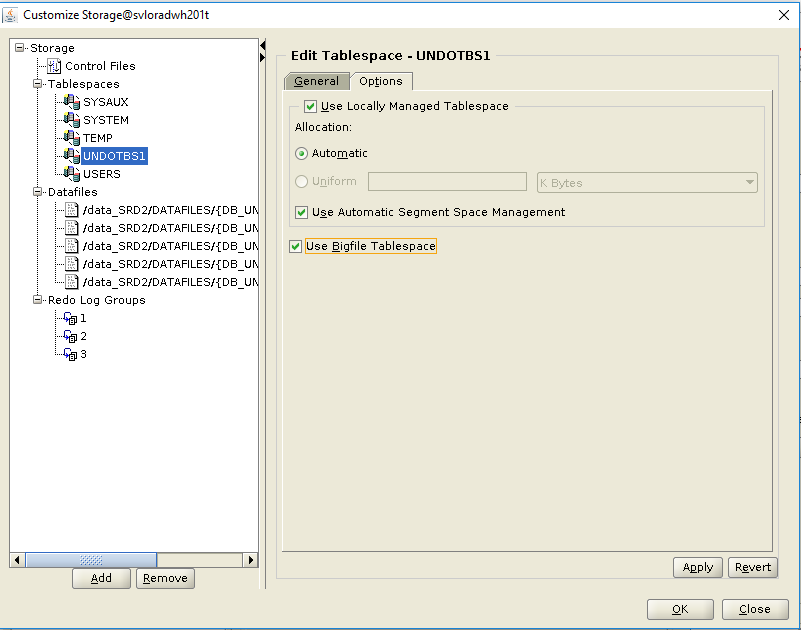 Customize Storage@svloradwh201t
Storage
Control Files
Tablespaces
SYSAUX
SYSTEM
TEMP
UNDOTBS1
USERS
Datafiles
/data_SRD2/DATAFILES/{DB_UN
/data_SRD2/DATAFILES/{DB_UN
/data_SRD2/DATAFILES/{DB_UN
/data_SRD2/DATAFILES/{DB_UN
/data_SRD2/DATAFILES/{DB_UN
Redo Log Groups
1
2
3
Add Remove
Edit Tablespace - UNDOTBS1
General Options
Use Locally Managed Tablespace
Allocation:
Automatic
Uniform K Bytes
Use Automatic Segment Space Management
Use Bigfile Tablespace
Apply Revert
OK Close